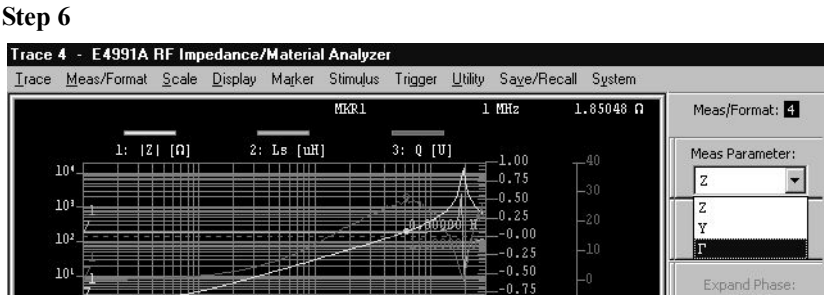 Step 6
Trace 4 - E4991A RF Impedance/Material Analyzer
Trace Meas/Format Scale Display Marker Stimulus Trigger Utility Save/Recall System
MKR1 1 MHz 1.85048 Ω
Meas/Format: 4
1: |Z| [Ω] 2: Ls [uH] 3: Q [U]
Meas Parameter:
Z
Z
Y
Γ
Expand Phase:
10⁴
10³
10²
10¹
1.00
0.75
0.50
0.25
-0.00
-0.25
-0.50
-0.75
40
30
20
10
0